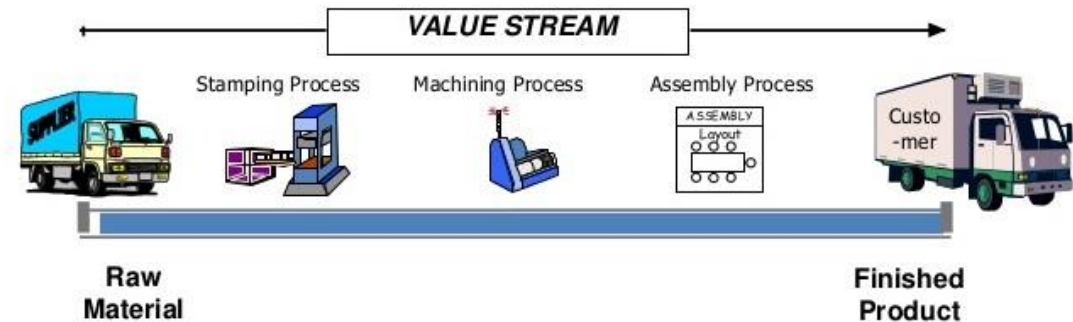 VALUE STREAM
Stamping Process
Machining Process
Assembly Process
SUPPLIER
ASSEMBLY
Layout
Custo
-mer
Raw
Material
Finished
Product